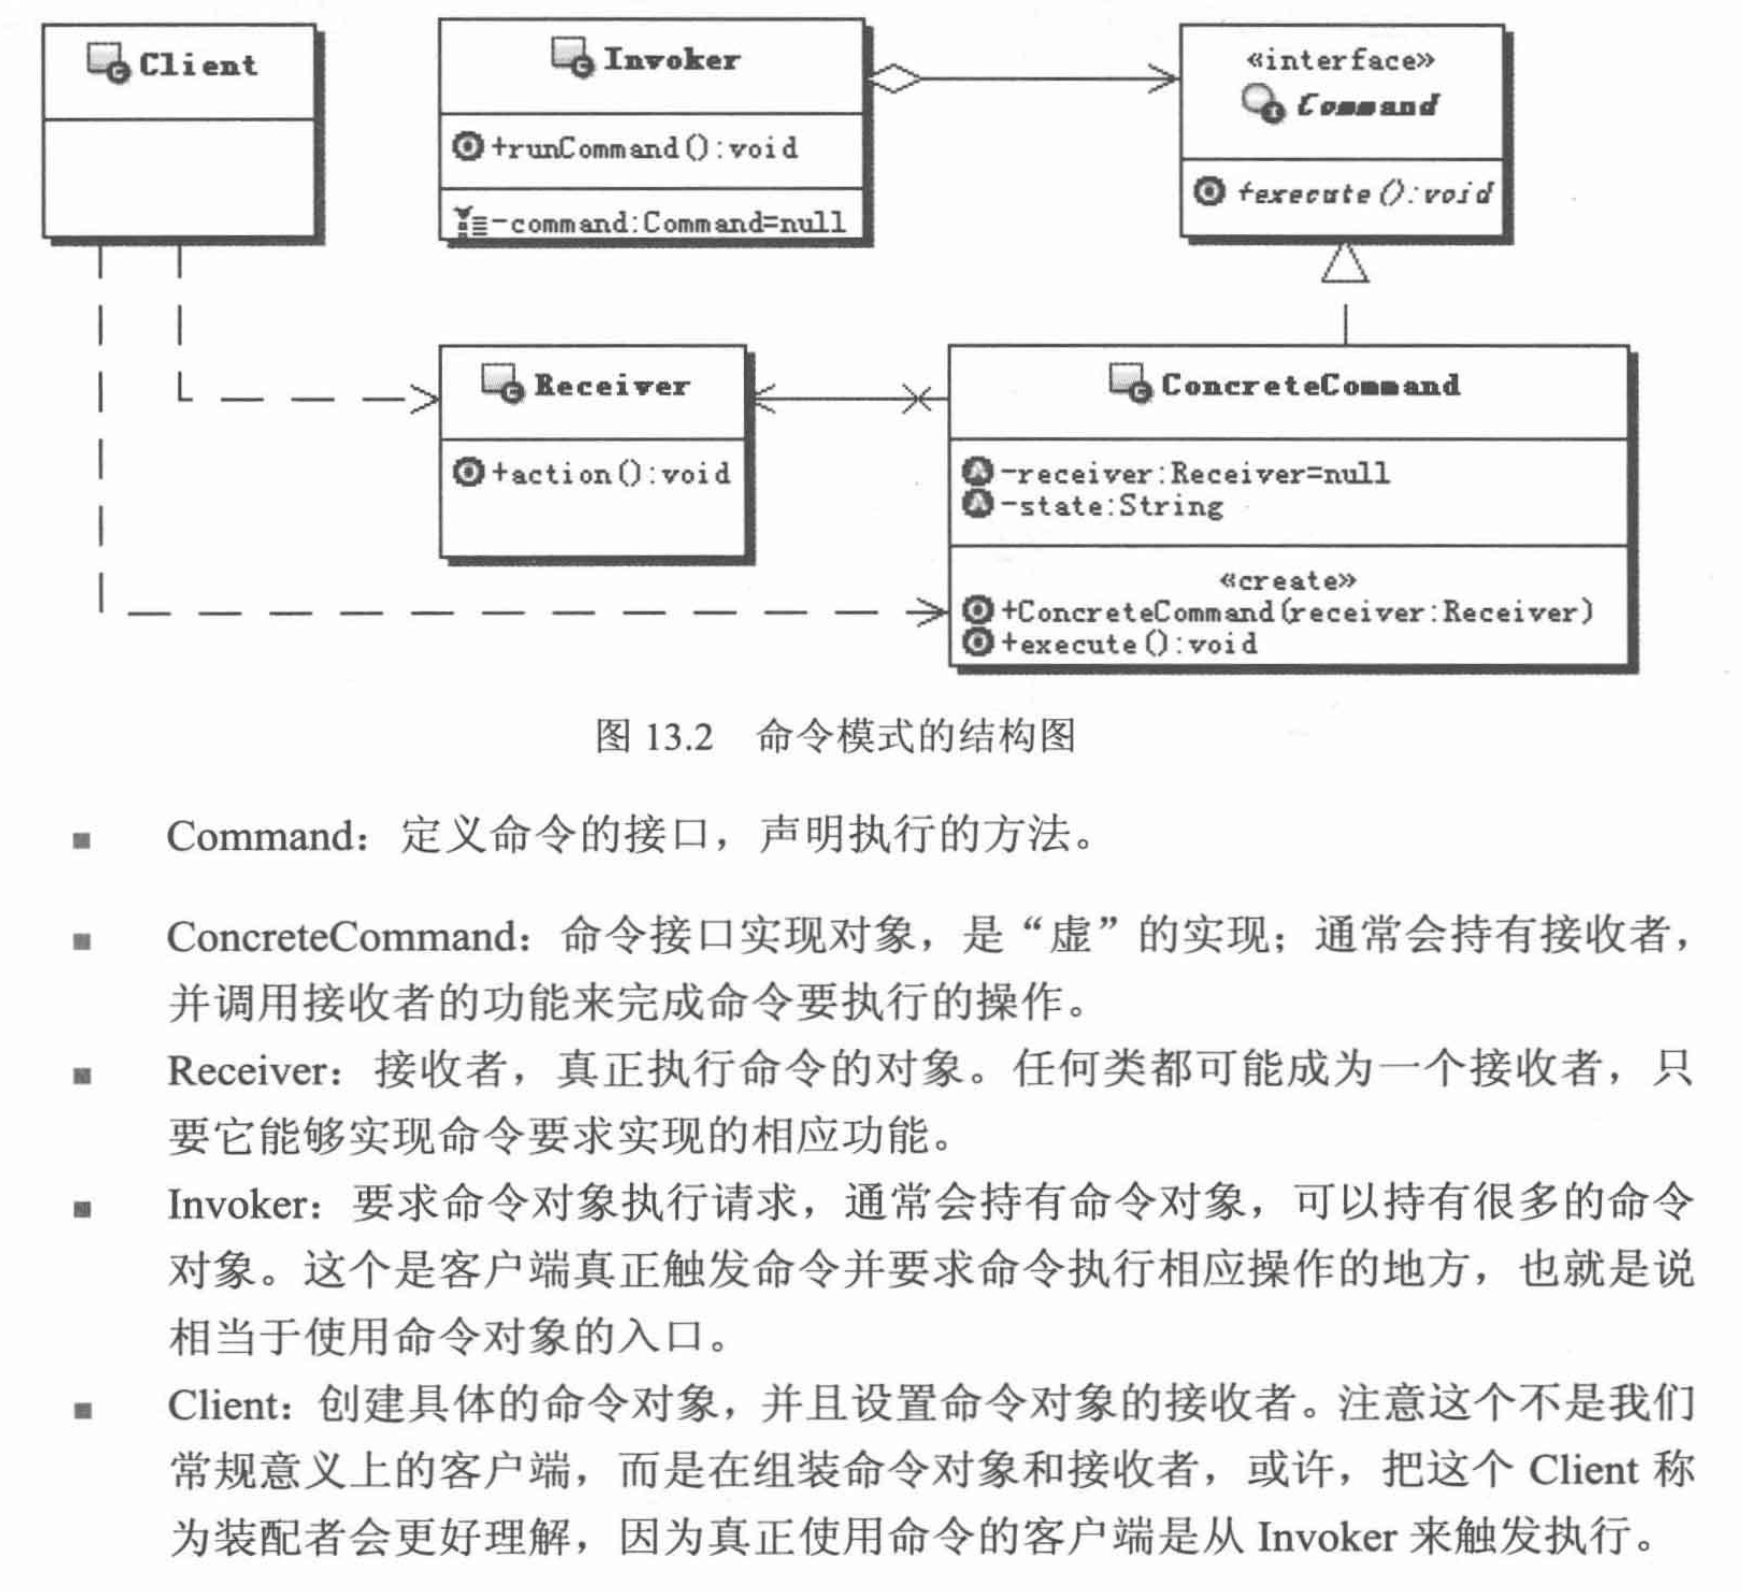 Client
Invoker
+runCommand():void
-command:Command=null
«interface»
Command
+execute():void
Receiver
+action():void
ConcreteCommand
-receiver:Receiver=null
-state:String
«create»
+ConcreteCommand(receiver:Receiver)
+execute():void
图 13.2 命令模式的结构图
■ Command：定义命令的接口，声明执行的方法。
■ ConcreteCommand：命令接口实现对象，是“虚”的实现；通常会持有接收者，
并调用接收者的功能来完成命令要执行的操作。
■ Receiver：接收者，真正执行命令的对象。任何类都可能成为一个接收者，只
要它能够实现命令要求实现的相应功能。
■ Invoker：要求命令对象执行请求，通常会持有命令对象，可以持有很多的命令
对象。这个是客户端真正触发命令并要求命令执行相应操作的地方，也就是说
相当于使用命令对象的入口。
■ Client：创建具体的命令对象，并且设置命令对象的接收者。注意这个不是我们
常规意义上的客户端，而是在组装命令对象和接收者，或许，把这个 Client 称
为装配者会更好理解，因为真正使用命令的客户端是从 Invoker 来触发执行。